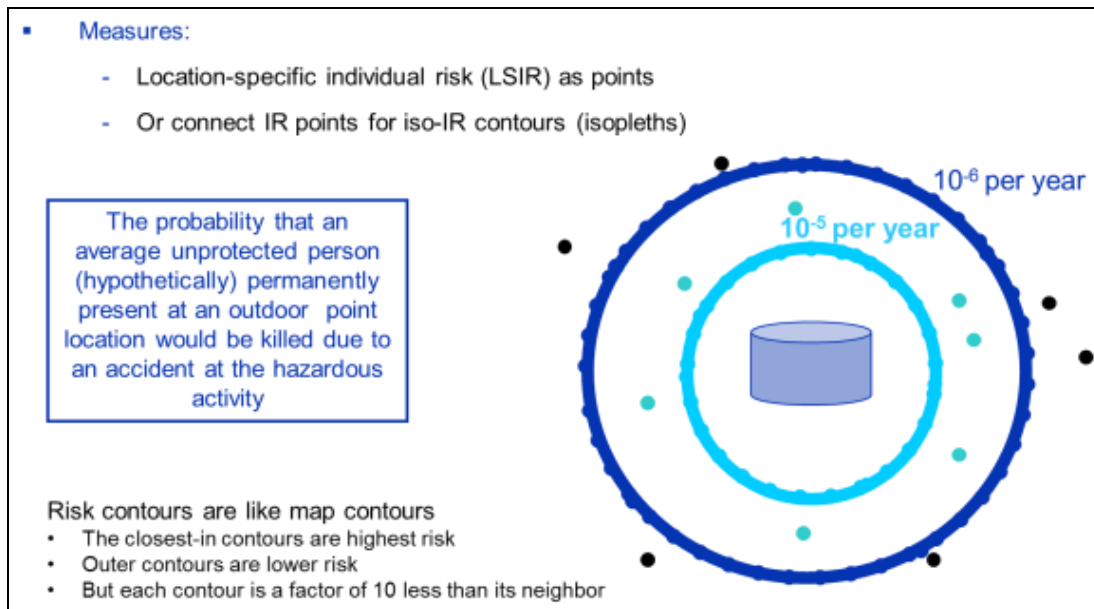 ▪ Measures:
- Location-specific individual risk (LSIR) as points
- Or connect IR points for iso-IR contours (isopleths)
10⁻⁶ per year
10⁻⁵ per year
The probability that an
average unprotected person
(hypothetically) permanently
present at an outdoor point
location would be killed due to
an accident at the hazardous
activity
Risk contours are like map contours
• The closest-in contours are highest risk
• Outer contours are lower risk
• But each contour is a factor of 10 less than its neighbor